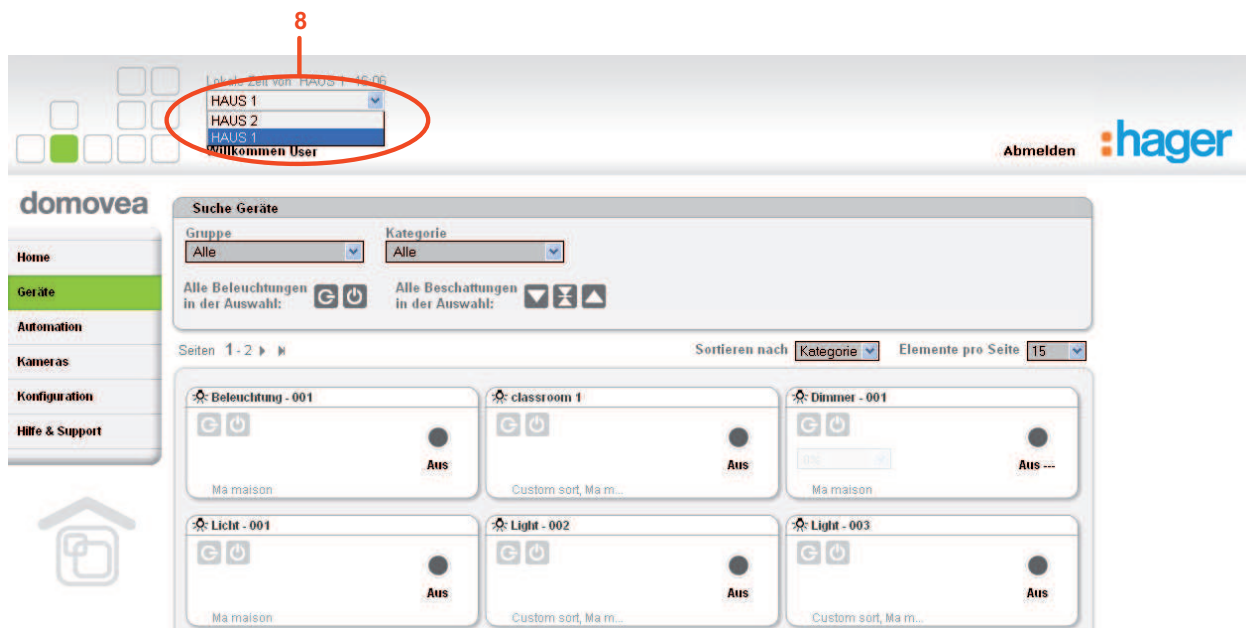 8
Lokale Zeit von HAUS 1 16:06
HAUS 1
HAUS 2
HAUS 1
Willkommen User
Abmelden
:hager
domovea
Home
Geräte
Automation
Kameras
Konfiguration
Hilfe & Support
Suche Geräte
Gruppe Kategorie
Alle Alle
Alle Beleuchtungen in der Auswahl:
Alle Beschattungen in der Auswahl:
Seiten 1 - 2 Sortieren nach Kategorie Elemente pro Seite 15
Beleuchtung - 001 classroom 1 Dimmer - 001
Aus Aus Aus ---
Ma maison Custom sort, Ma m... Ma maison
Licht - 001 Light - 002 Light - 003
Aus Aus Aus
Ma maison Custom sort, Ma m... Custom sort, Ma m...